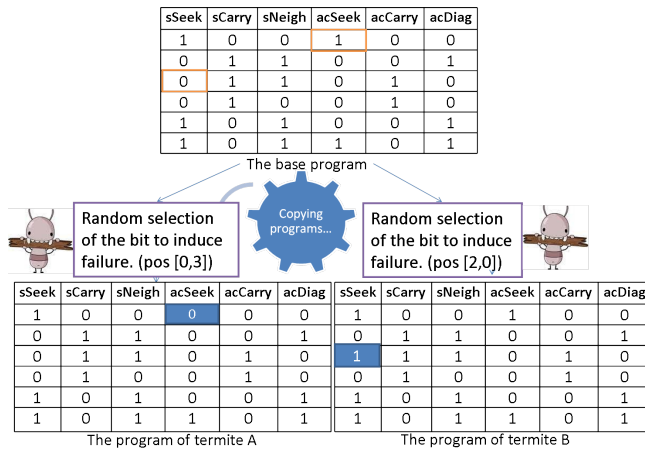 sSeek sCarry sNeigh acSeek acCarry acDiag
1 0 0 1 0 0
0 1 1 0 0 1
0 1 1 0 1 0
0 1 0 0 1 0
1 0 1 0 0 1
1 0 1 1 0 1
The base program
Copying
programs...
Random selection
of the bit to induce
failure. (pos [0,3])
Random selection
of the bit to induce
failure. (pos [2,0])
sSeek sCarry sNeigh acSeek acCarry acDiag
1 0 0 0 0 0
0 1 1 0 0 1
0 1 1 0 1 0
0 1 0 0 1 0
1 0 1 0 0 1
1 0 1 1 0 1
The program of termite A
sSeek sCarry sNeigh acSeek acCarry acDiag
1 0 0 1 0 0
0 1 1 0 0 1
1 1 1 0 1 0
0 1 0 0 1 0
1 0 1 0 0 1
1 0 1 1 0 1
The program of termite B